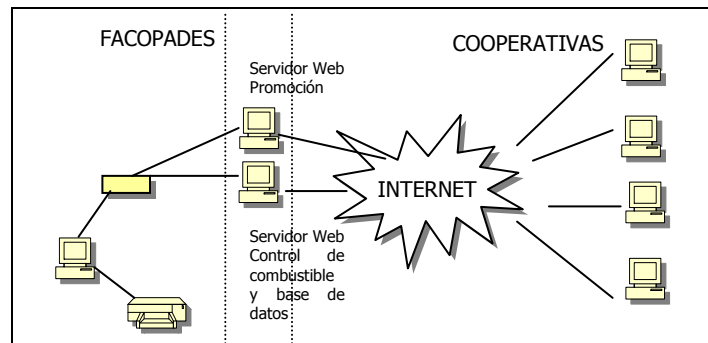 FACOPADES
COOPERATIVAS
Servidor Web
Promoción
INTERNET
Servidor Web
Control de
combustible
y base de
datos